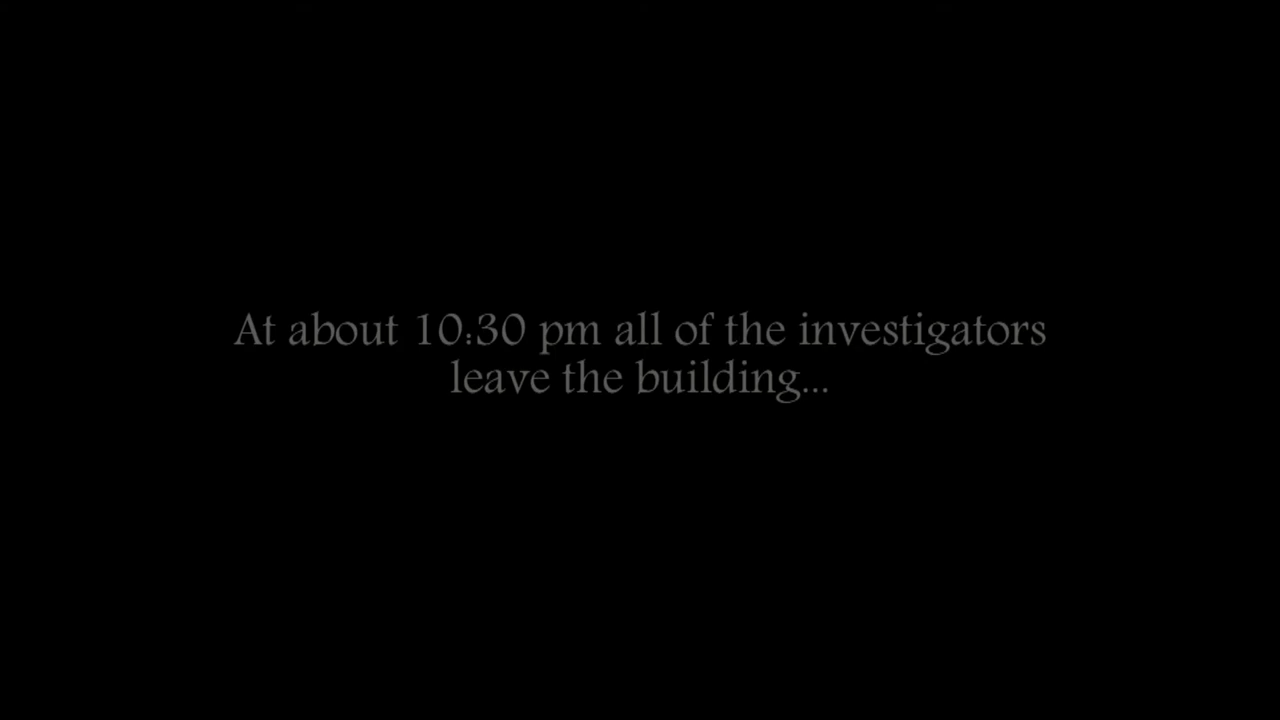 At about 10:30 pm all of the investigators
leave the building...